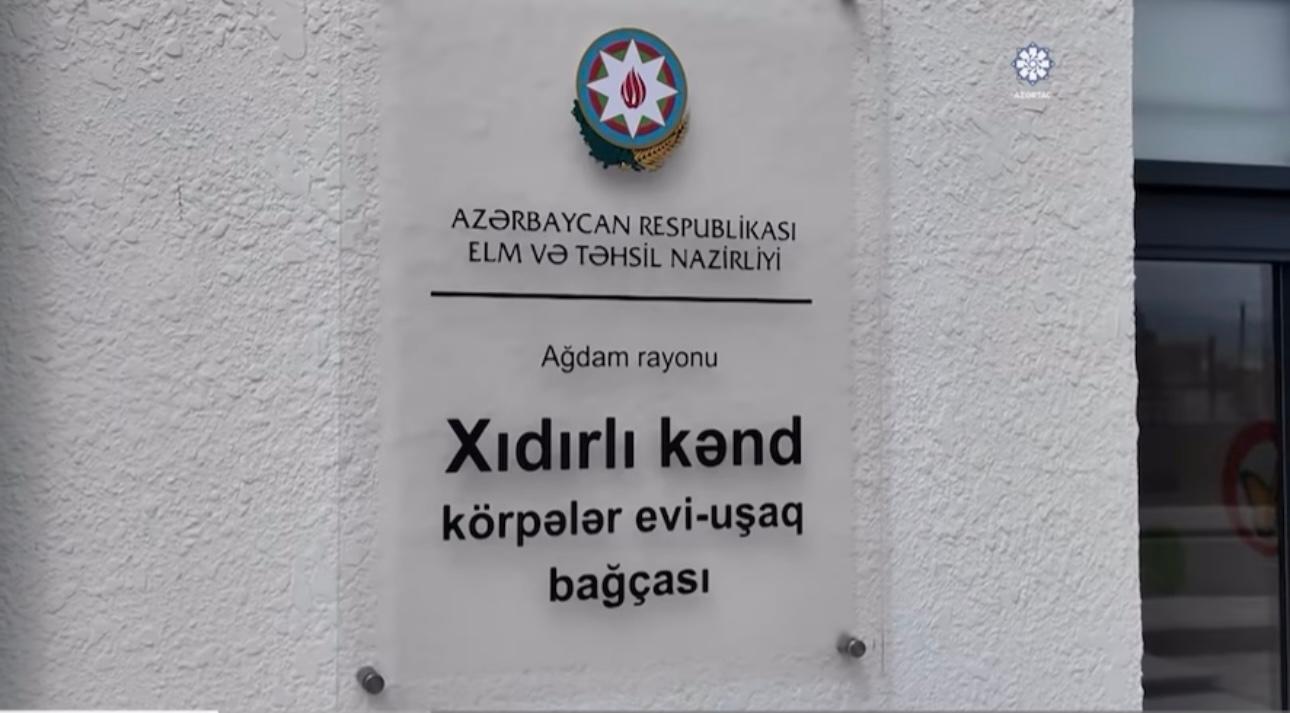 AZƏRTAC
AZƏRBAYCAN RESPUBLİKASI
ELM VƏ TƏHSİL NAZİRLİYİ
Ağdam rayonu
Xıdırlı kənd
körpələr evi-uşaq
bağçası